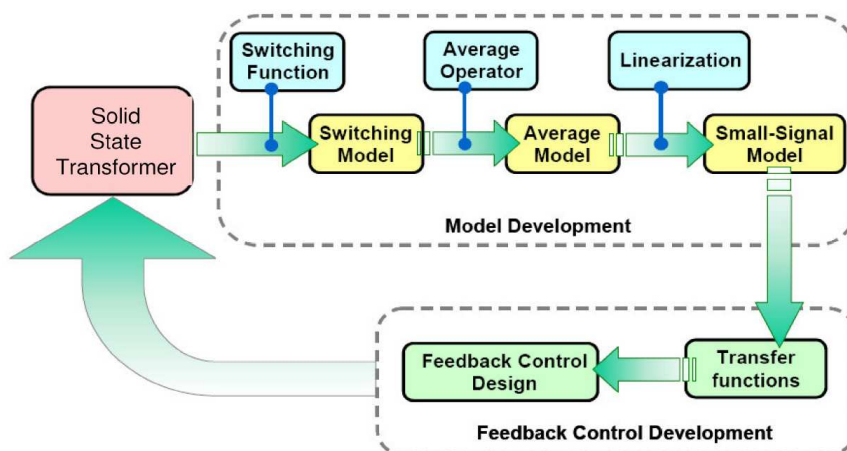 Solid
State
Transformer
Switching
Function
Average
Operator
Linearization
Switching
Model
Average
Model
Small-Signal
Model
Model Development
Feedback Control
Design
Transfer
functions
Feedback Control Development